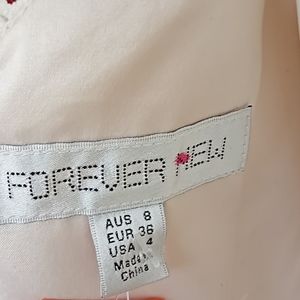 FOREVER NEW
AUS 8
EUR 36
USA 4
Made in
China